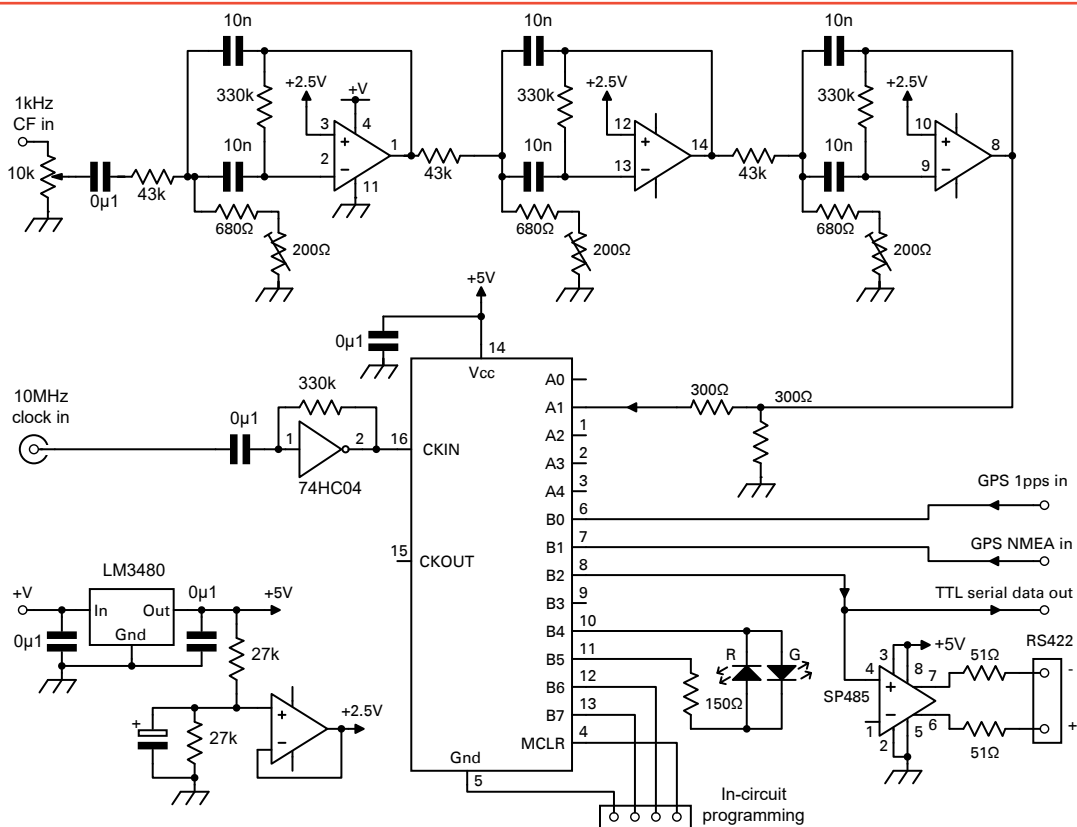 10n
10n
10n
+2.5V
+V
+2.5V
+2.5V
1kHz
CF in
330k
330k
330k
3
4
12
10
10n
1
10n
14
10n
8
2
13
9
10k
0µ1
43k
11
43k
43k
680Ω
200Ω
680Ω
200Ω
680Ω
200Ω
+5V
0µ1
14
Vcc
330k
A0
300Ω
300Ω
10MHz
clock in
0µ1
A1
1
2
16
CKIN
A2
1
74HC04
A3
2
A4
3
GPS 1pps in
B0
6
GPS NMEA in
15
CKOUT
B1
7
B2
8
TTL serial data out
LM3480
+V
In
Out
0µ1
+5V
B3
9
Gnd
0µ1
B4
10
R
G
+5V
RS422
27k
B5
11
4
3
8
7
51Ω
-
SP485
B6
12
150Ω
+2.5V
B7
13
1
2
5
6
+
+
27k
MCLR
4
51Ω
Gnd
5
In-circuit
programming